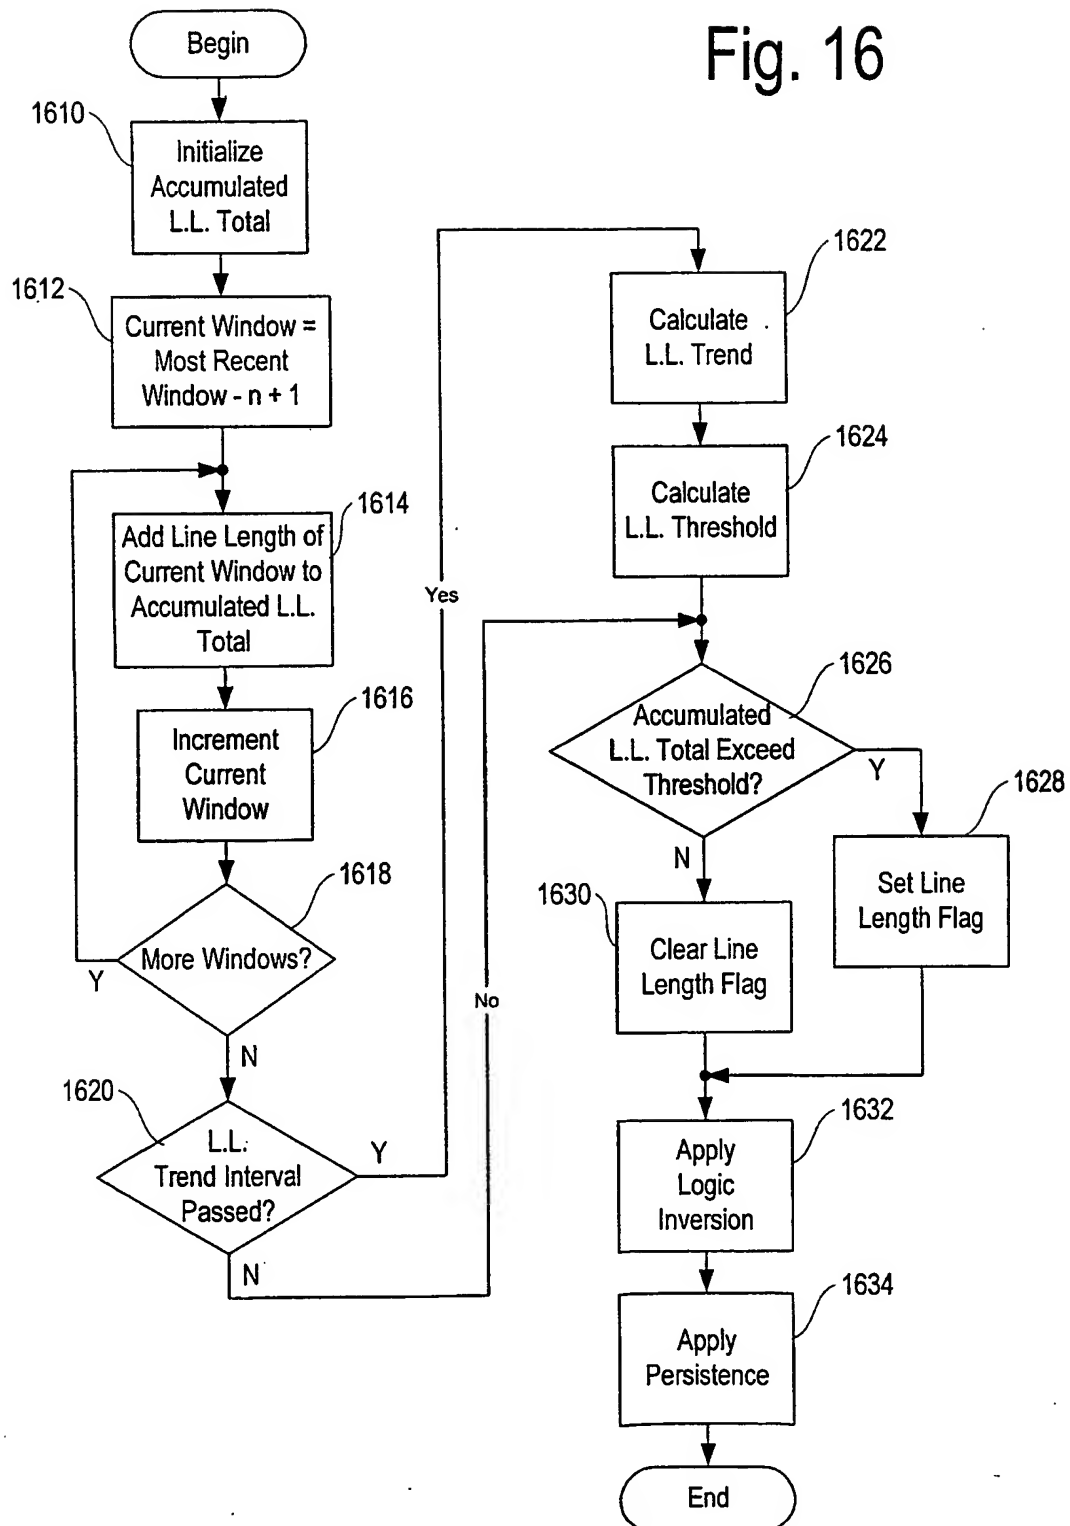 Fig. 16
Begin
1610
Initialize
Accumulated
L.L. Total
1612
Current Window =
Most Recent
Window - n + 1
1614
Add Line Length of
Current Window to
Accumulated L.L.
Total
1616
Increment
Current
Window
1618
More Windows?
Y
N
1620
L.L.
Trend Interval
Passed?
Y
N
Yes
No
1622
Calculate
L.L. Trend
1624
Calculate
L.L. Threshold
1626
Accumulated
L.L. Total Exceed
Threshold?
Y
N
1628
Set Line
Length Flag
1630
Clear Line
Length Flag
1632
Apply
Logic
Inversion
1634
Apply
Persistence
End